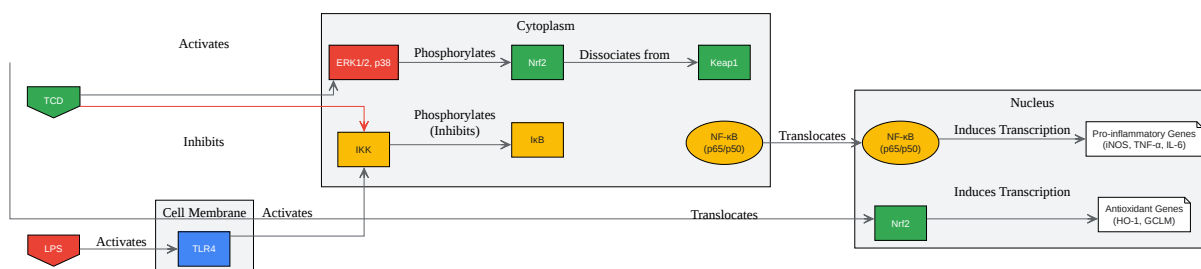 Cytoplasm
Activates
ERK1/2, p38
Phosphorylates
Nrf2
Dissociates from
Keap1
TCD
Inhibits
IKK
Phosphorylates
(Inhibits)
IκB
NF-κB
(p65/p50)
Translocates
Nucleus
NF-κB
(p65/p50)
Induces Transcription
Pro-inflammatory Genes
(iNOS, TNF-α, IL-6)
Cell Membrane
Activates
Translocates
Nrf2
Induces Transcription
Antioxidant Genes
(HO-1, GCLM)
LPS
Activates
TLR4